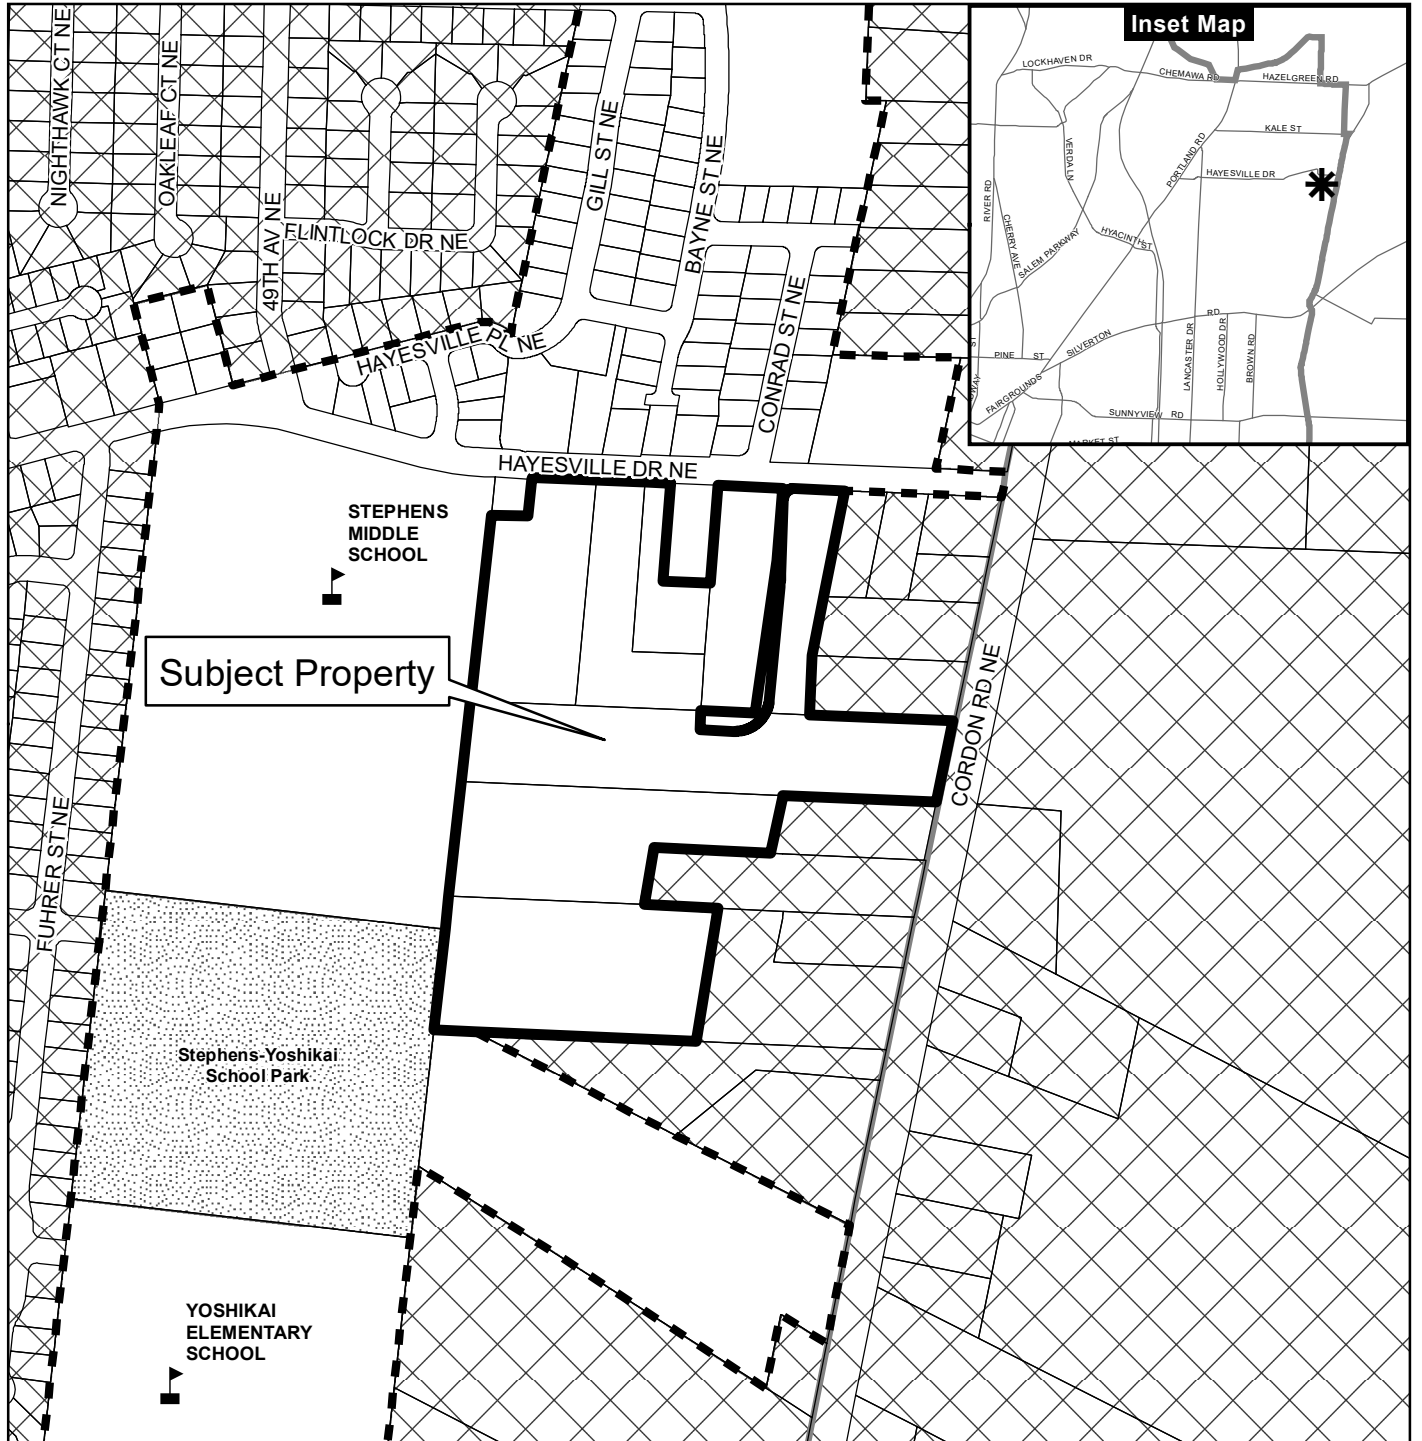 Inset Map
LOCKHAVEN DR
CHEMAWA RD
HAZELGREEN RD
KALE ST
VERDA LN
PORTLAND RD
HAYESVILLE DR
RIVER RD
CHERRY AVE
HYACINTH ST
SALEM PARKWAY
RD
SILVERTON
PINE ST
ST
FAIRGROUNDS
LANCASTER DR
HOLLYWOOD DR
BROWN RD
SUNNYVIEW RD
MARKET ST
NIGHTHAWK CT NE
OAKLEAF CT NE
49TH AV NE
FLINTLOCK DR NE
GILL ST NE
BAYNE ST NE
CONRAD ST NE
HAYESVILLE PL NE
HAYESVILLE DR NE
STEPHENS
MIDDLE
SCHOOL
Subject Property
CORDON RD NE
FUHRER ST NE
Stephens-Yoshikai
School Park
YOSHIKAI
ELEMENTARY
SCHOOL